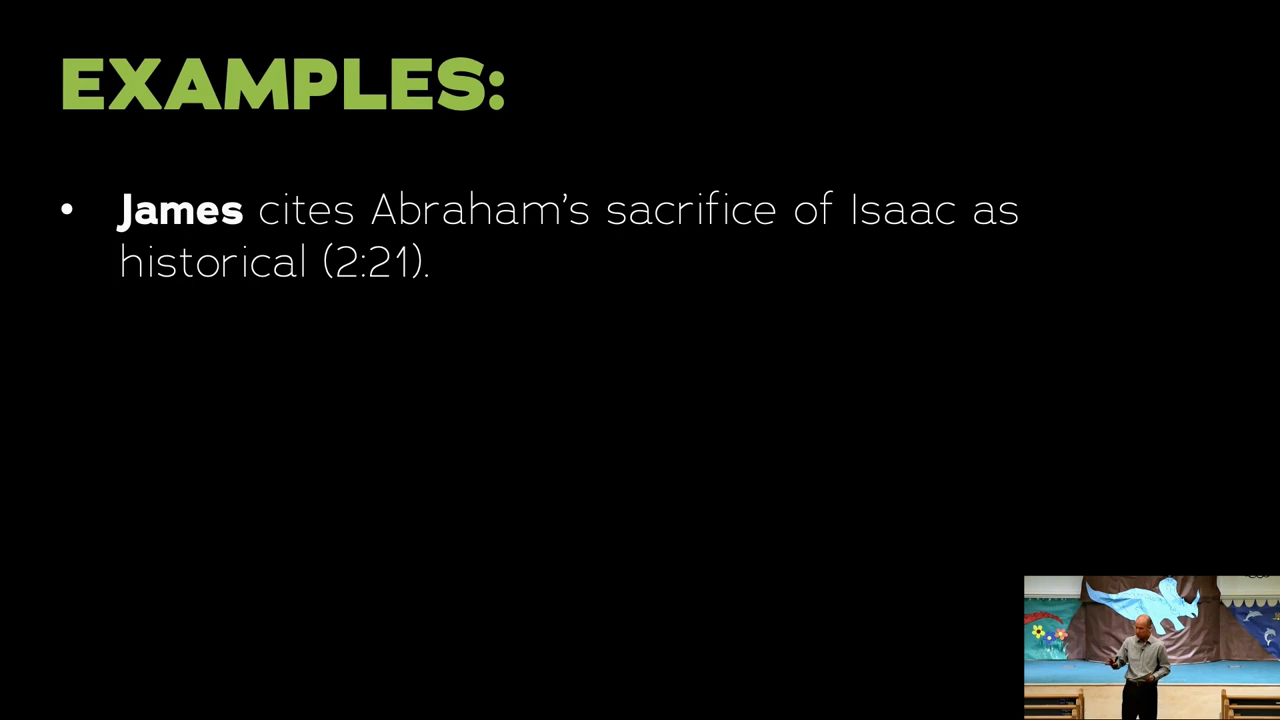 EXAMPLES:
• James cites Abraham’s sacrifice of Isaac as
historical (2:21).